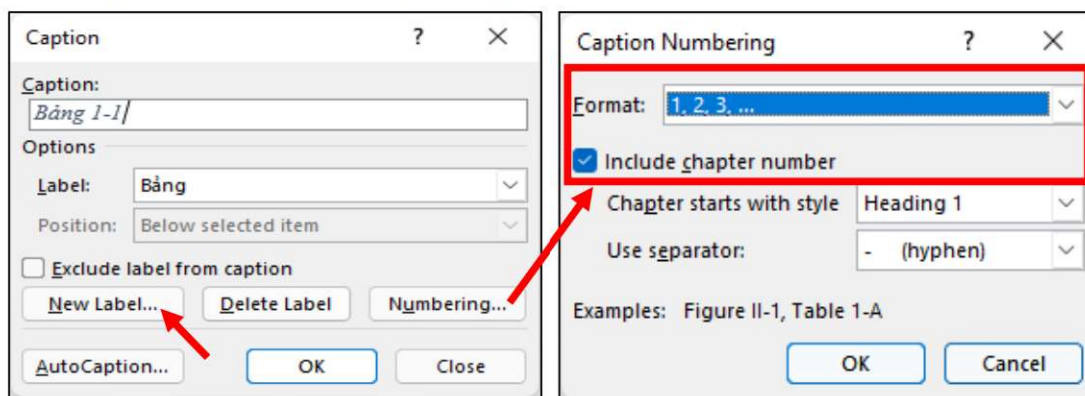 Caption ?
Caption:
Bảng 1-1
Options
Label: Bảng
Position: Below selected item
Exclude label from caption
New Label... Delete Label Numbering...
AutoCaption... OK Close
Caption Numbering ?
Format: 1, 2, 3, ...
Include chapter number
Chapter starts with style Heading 1
Use separator: - (hyphen)
Examples: Figure II-1, Table 1-A
OK Cancel